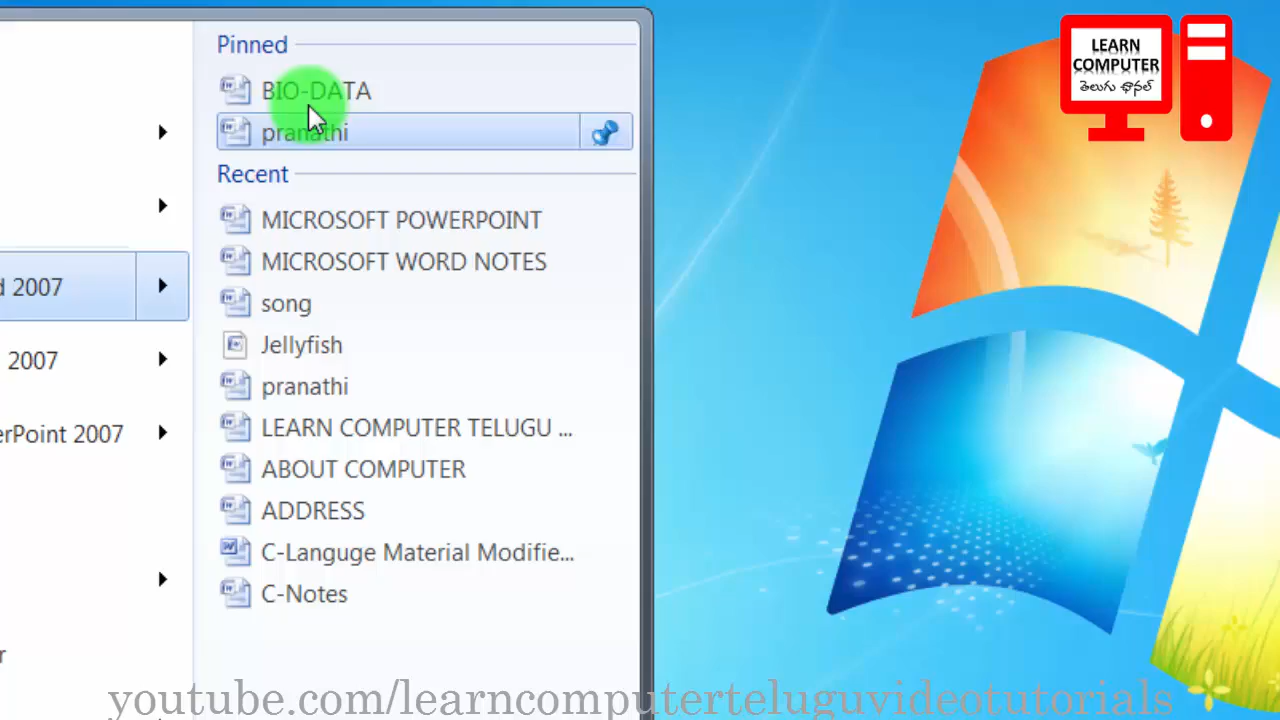 Pinned
BIO-DATA
pranathi
Recent
MICROSOFT POWERPOINT
MICROSOFT WORD NOTES
song
Jellyfish
pranathi
LEARN COMPUTER TELUGU ...
ABOUT COMPUTER
ADDRESS
C-Languge Material Modifie...
C-Notes
d 2007
2007
erPoint 2007
r
LEARN
COMPUTER
తెలుగు ఛానల్
youtube.com/learncomputerteluguvideotutorials